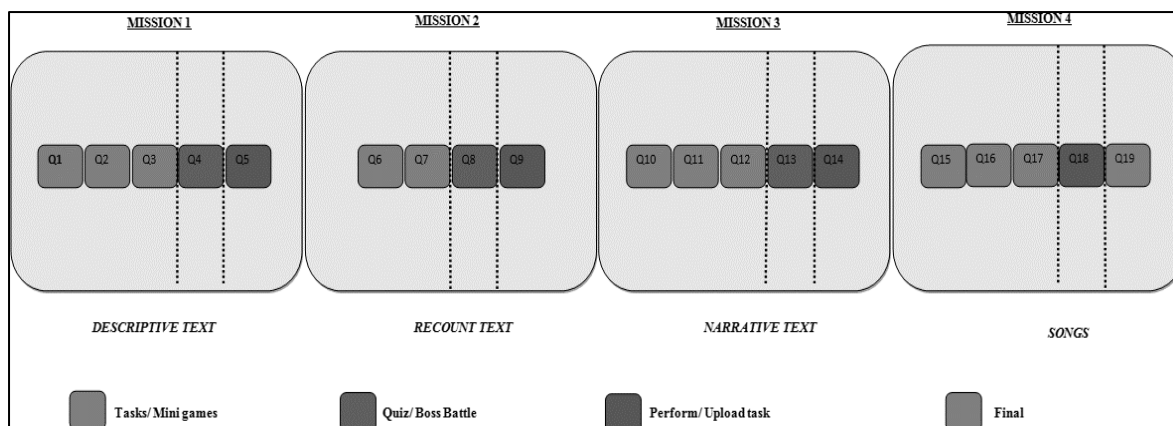 MISSION 1
MISSION 2
MISSION 3
MISSION 4
Q1 Q2 Q3 Q4 Q5
Q6 Q7 Q8 Q9
Q10 Q11 Q12 Q13 Q14
Q15 Q16 Q17 Q18 Q19
DESCRIPTIVE TEXT
RECOUNT TEXT
NARRATIVE TEXT
SONGS
Tasks/ Mini games
Quiz/ Boss Battle
Perform/ Upload task
Final